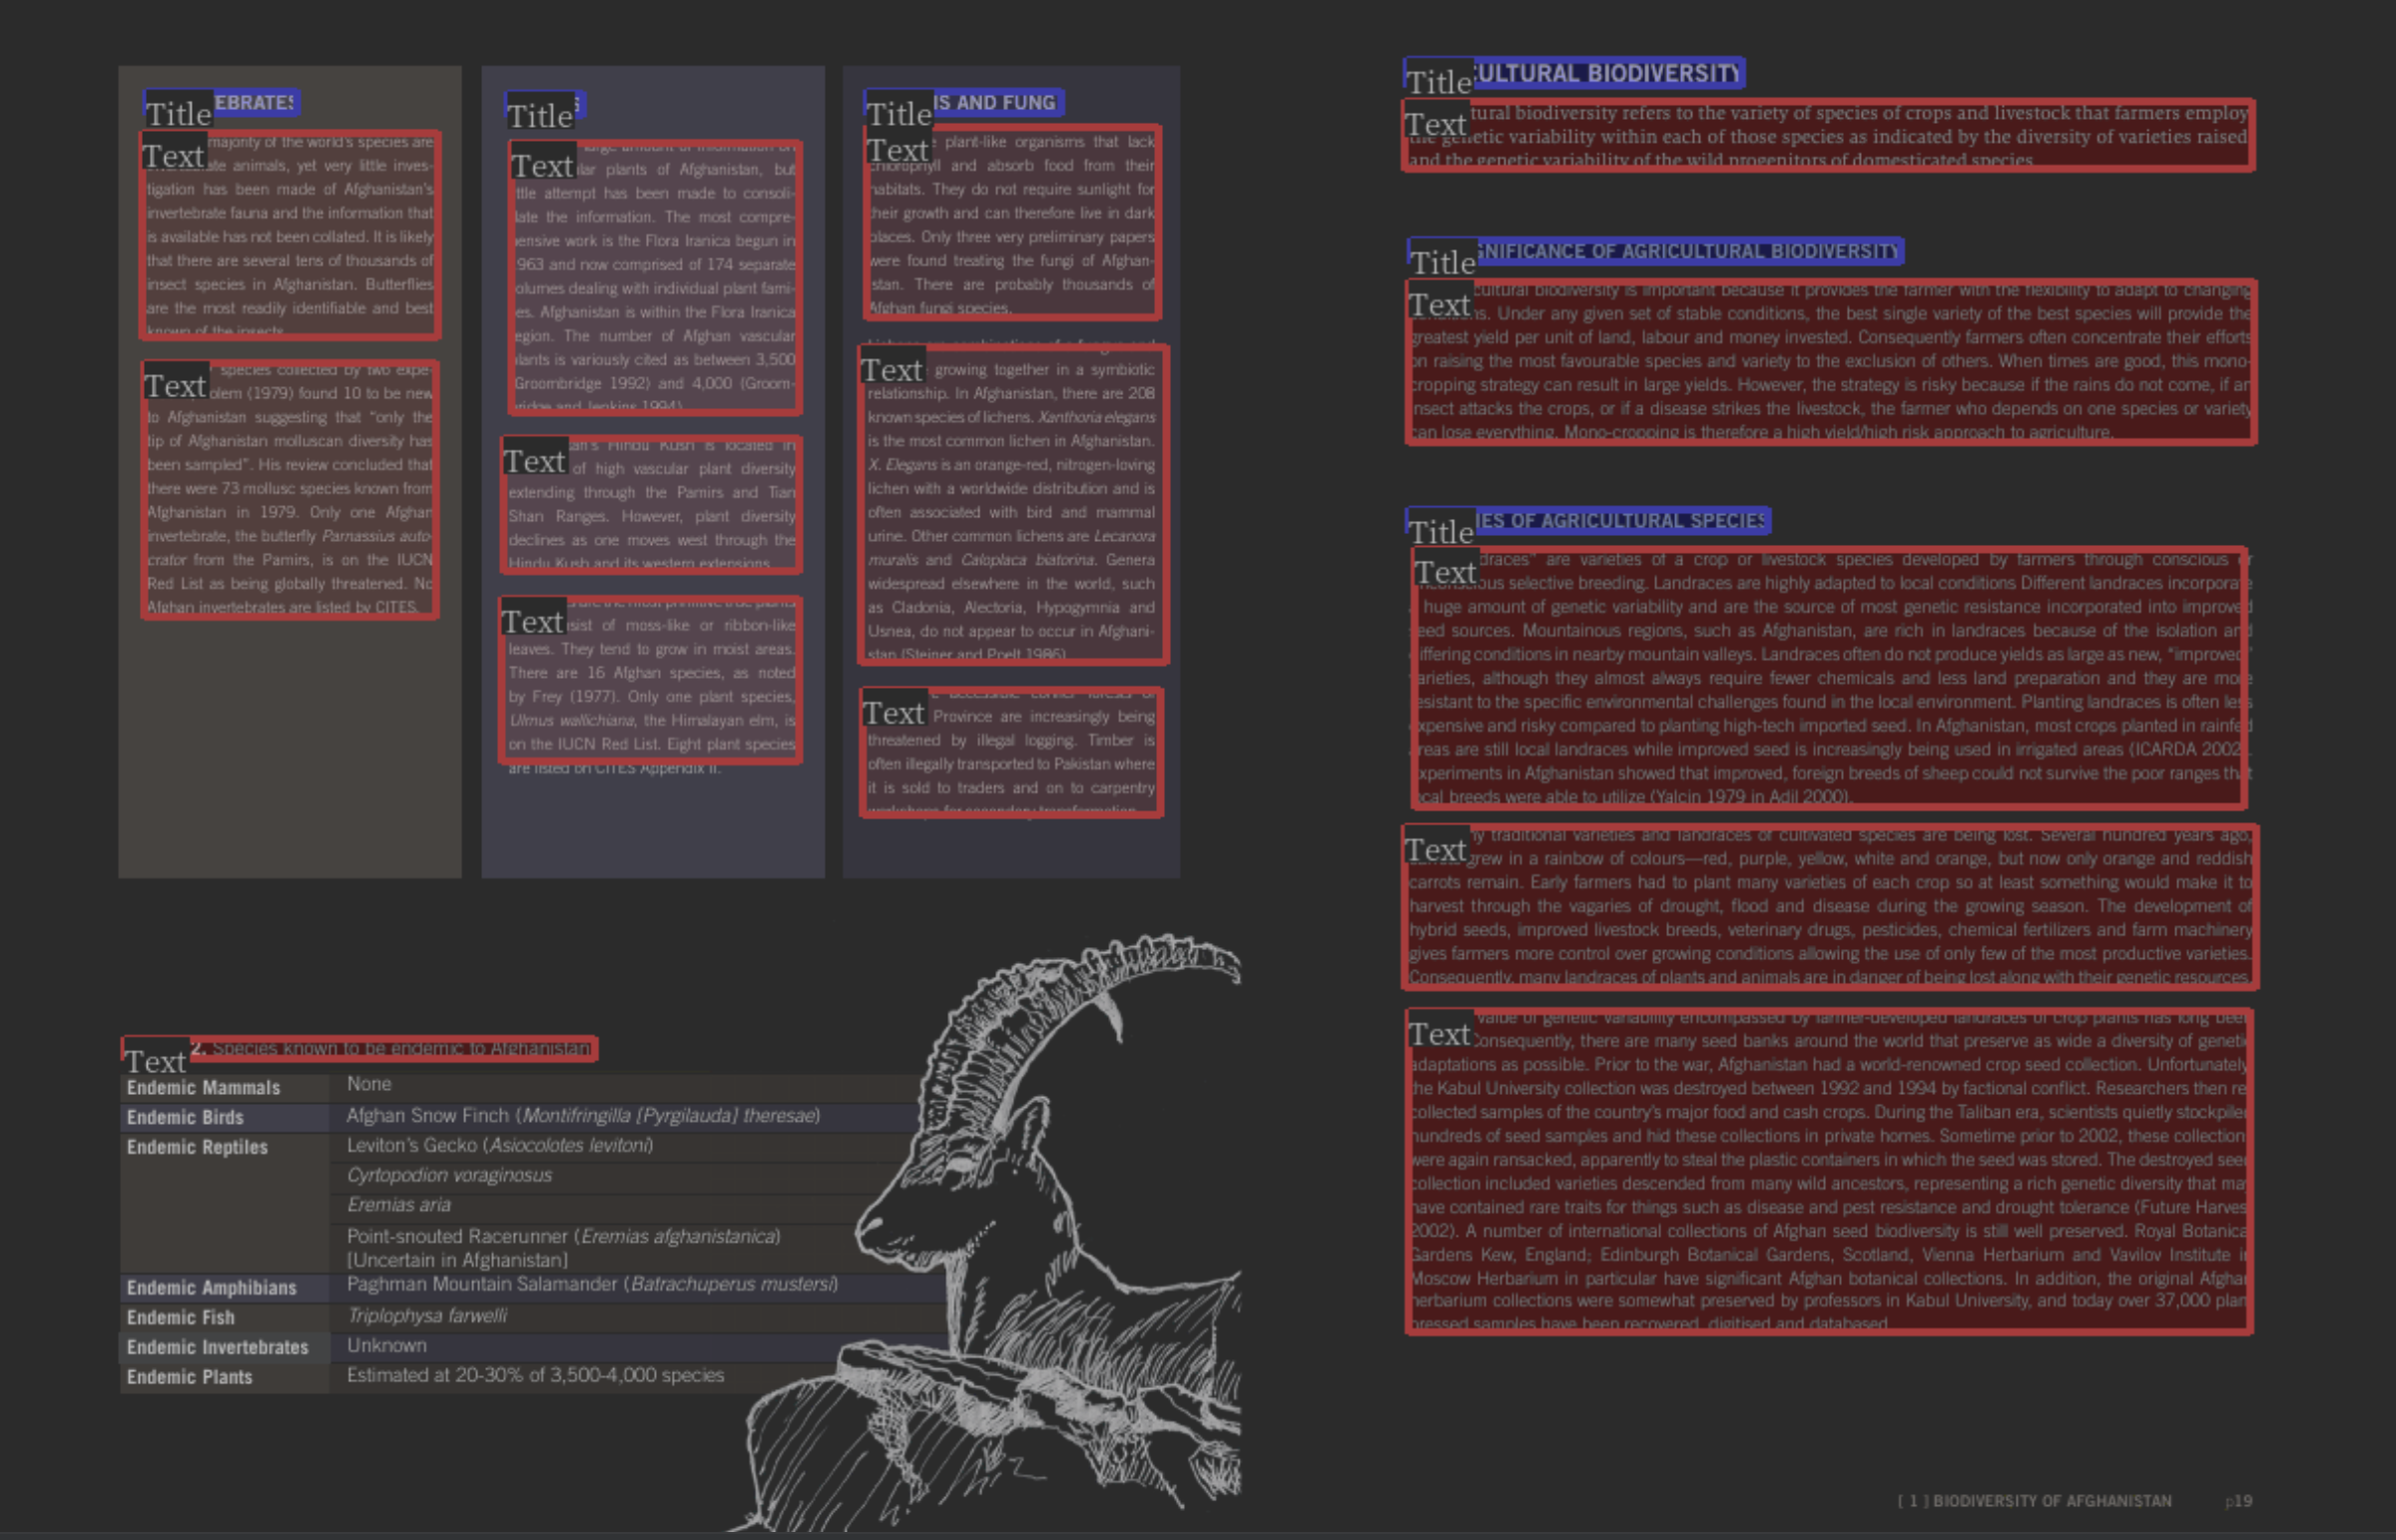 Title
EBRATES
Text majority of the world's species are
ate animals, yet very little inves-
tigation has been made of Afghanistan's
invertebrate fauna and the information that
is available has not been collated. It is likely
that there are several tens of thousands of
insect species in Afghanistan. Butterflies
are the most readily identifiable and best
known of the insects.
Text species collected by two expe-
olem (1979) found 10 to be new
to Afghanistan suggesting that "only the
tip of Afghanistan molluscan diversity has
been sampled". His review concluded that
there were 73 mollusc species known from
Afghanistan in 1979. Only one Afghan
invertebrate, the butterfly Parnassius auto-
crator from the Pamirs, is on the IUCN
Red List as being globally threatened. No
Afghan invertebrates are listed by CITES.
Title
Text large amount of information on
lar plants of Afghanistan, but
ttle attempt has been made to consoli-
late the information. The most compre-
ensive work is the Flora Iranica begun in
963 and now comprised of 174 separate
olumes dealing with individual plant fami-
es. Afghanistan is within the Flora Iranica
egion. The number of Afghan vascular
lants is variously cited as between 3,500
Groombridge 1992) and 4,000 (Groom-
ridge and Jenkins 1994)
Text an's Hindu Kush is located in
of high vascular plant diversity
extending through the Pamirs and Tian
Shan Ranges. However, plant diversity
declines as one moves west through the
Hindu Kush and its western extensions.
Text are the most primitive true plants
sist of moss-like or ribbon-like
leaves. They tend to grow in moist areas.
There are 16 Afghan species, as noted
by Frey (1977). Only one plant species,
Ulmus wallichiana, the Himalayan elm, is
on the IUCN Red List. Eight plant species
are listed on CITES Appendix II.
Title
IS AND FUNG
Text plant-like organisms that lack
chlorophyll and absorb food from their
habitats. They do not require sunlight for
their growth and can therefore live in dark
places. Only three very preliminary papers
were found treating the fungi of Afghan-
stan. There are probably thousands of
Afghan fungi species.
Lichens are combinations of a fungus and
Text growing together in a symbiotic
relationship. In Afghanistan, there are 208
known species of lichens. Xanthoria elegans
is the most common lichen in Afghanistan.
X. Elegans is an orange-red, nitrogen-loving
lichen with a worldwide distribution and is
often associated with bird and mammal
urine. Other common lichens are Lecanora
muralis and Caloplaca biatorina. Genera
widespread elsewhere in the world, such
as Cladonia, Alectoria, Hypogymnia and
Usnea, do not appear to occur in Afghani-
stan (Steiner and Poelt 1986)
Text accessible conifer forests of
Province are increasingly being
threatened by illegal logging. Timber is
often illegally transported to Pakistan where
it is sold to traders and on to carpentry
workshops for secondary transformation.
Text 2. Species known to be endemic to Afghanistan
Endemic Mammals None
Endemic Birds Afghan Snow Finch (Montifringilla [Pyrgilauda] theresae)
Endemic Reptiles Leviton's Gecko (Asiocolotes levitoni)
Cyrtopodion voraginosus
Eremias aria
Point-snouted Racerunner (Eremias afghanistanica)
[Uncertain in Afghanistan]
Endemic Amphibians Paghman Mountain Salamander (Batrachuperus mustersi)
Endemic Fish Triplophysa farwelli
Endemic Invertebrates Unknown
Endemic Plants Estimated at 20-30% of 3,500-4,000 species
Title CULTURAL BIODIVERSITY
Text tural biodiversity refers to the variety of species of crops and livestock that farmers employ
the genetic variability within each of those species as indicated by the diversity of varieties raised
and the genetic variability of the wild progenitors of domesticated species.
Title GNIFICANCE OF AGRICULTURAL BIODIVERSITY
Text cultural biodiversity is important because it provides the farmer with the flexibility to adapt to changing
ns. Under any given set of stable conditions, the best single variety of the best species will provide the
greatest yield per unit of land, labour and money invested. Consequently farmers often concentrate their efforts
on raising the most favourable species and variety to the exclusion of others. When times are good, this mono-
cropping strategy can result in large yields. However, the strategy is risky because if the rains do not come, if an
insect attacks the crops, or if a disease strikes the livestock, the farmer who depends on one species or variety
can lose everything. Mono-cropping is therefore a high yield/high risk approach to agriculture.
Title IES OF AGRICULTURAL SPECIES
Text draces" are varieties of a crop or livestock species developed by farmers through conscious or
ious selective breeding. Landraces are highly adapted to local conditions Different landraces incorporate
huge amount of genetic variability and are the source of most genetic resistance incorporated into improved
eed sources. Mountainous regions, such as Afghanistan, are rich in landraces because of the isolation and
iffering conditions in nearby mountain valleys. Landraces often do not produce yields as large as new, "improved"
arieties, although they almost always require fewer chemicals and less land preparation and they are more
esistant to the specific environmental challenges found in the local environment. Planting landraces is often less
xpensive and risky compared to planting high-tech imported seed. In Afghanistan, most crops planted in rainfed
reas are still local landraces while improved seed is increasingly being used in irrigated areas (ICARDA 2002).
xperiments in Afghanistan showed that improved, foreign breeds of sheep could not survive the poor ranges that
cal breeds were able to utilize (Yalcin 1979 in Adil 2000).
Text y traditional varieties and landraces of cultivated species are being lost. Several hundred years ago,
grew in a rainbow of colours—red, purple, yellow, white and orange, but now only orange and reddish
carrots remain. Early farmers had to plant many varieties of each crop so at least something would make it to
harvest through the vagaries of drought, flood and disease during the growing season. The development of
hybrid seeds, improved livestock breeds, veterinary drugs, pesticides, chemical fertilizers and farm machinery
gives farmers more control over growing conditions allowing the use of only few of the most productive varieties.
Consequently, many landraces of plants and animals are in danger of being lost along with their genetic resources.
Text value of genetic variability encompassed by farmer-developed landraces of crop plants has long been
Consequently, there are many seed banks around the world that preserve as wide a diversity of geneti
adaptations as possible. Prior to the war, Afghanistan had a world-renowned crop seed collection. Unfortunately
the Kabul University collection was destroyed between 1992 and 1994 by factional conflict. Researchers then re
collected samples of the country's major food and cash crops. During the Taliban era, scientists quietly stockpiled
hundreds of seed samples and hid these collections in private homes. Sometime prior to 2002, these collection
were again ransacked, apparently to steal the plastic containers in which the seed was stored. The destroyed seed
collection included varieties descended from many wild ancestors, representing a rich genetic diversity that may
have contained rare traits for things such as disease and pest resistance and drought tolerance (Future Harves
2002). A number of international collections of Afghan seed biodiversity is still well preserved. Royal Botanica
Gardens Kew, England; Edinburgh Botanical Gardens, Scotland, Vienna Herbarium and Vavilov Institute in
Moscow Herbarium in particular have significant Afghan botanical collections. In addition, the original Afghan
herbarium collections were somewhat preserved by professors in Kabul University, and today over 37,000 plan
pressed samples have been recovered, digitised and databased
[ 1 ] BIODIVERSITY OF AFGHANISTAN p19